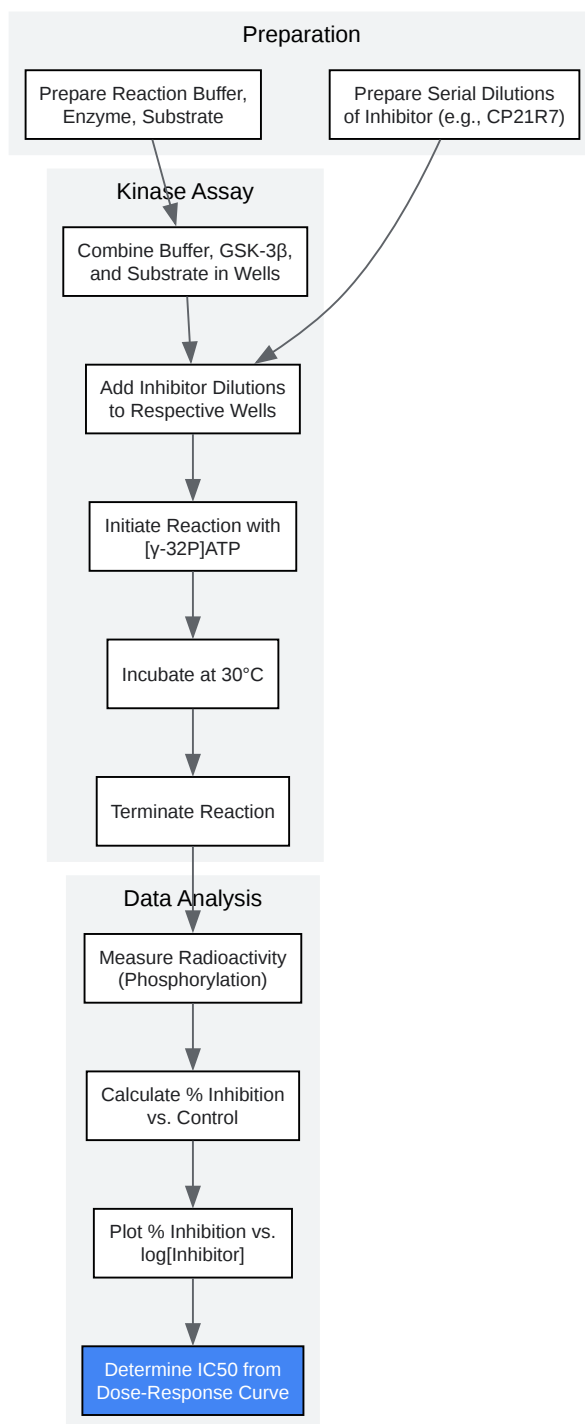 Preparation
Prepare Reaction Buffer,
Enzyme, Substrate
Prepare Serial Dilutions
of Inhibitor (e.g., CP21R7)
Kinase Assay
Combine Buffer, GSK-3β,
and Substrate in Wells
Add Inhibitor Dilutions
to Respective Wells
Initiate Reaction with
[γ-32P]ATP
Incubate at 30°C
Terminate Reaction
Data Analysis
Measure Radioactivity
(Phosphorylation)
Calculate % Inhibition
vs. Control
Plot % Inhibition vs.
log[Inhibitor]
Determine IC50 from
Dose-Response Curve